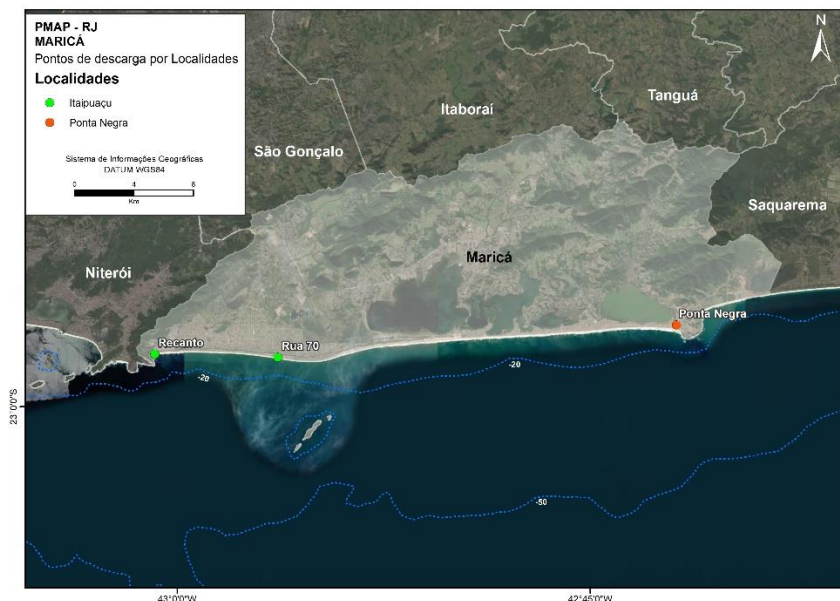 PMAP - RJ
MARICÁ
Pontos de descarga por Localidades
Localidades
Itaipuaçu
Ponta Negra
Sistema de Informações Geográficas
DATUM WGS84
0 4 8
Km
N
Tanguá
Itaboraí
São Gonçalo
Saquarema
Maricá
Niterói
Ponta Negra
Recanto
Rua 70
-20
-20
23°0'0"S
-50
43°0'0"W
42°45'0"W